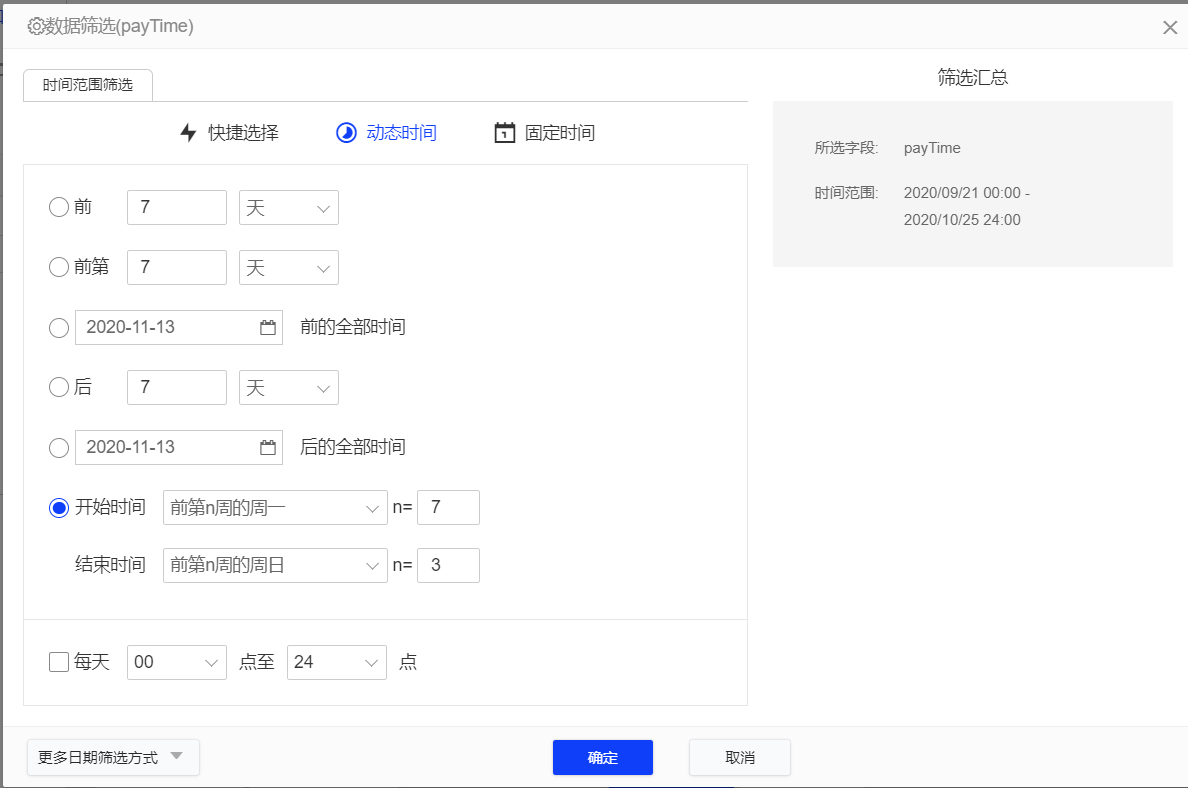 数据筛选(payTime)
时间范围筛选
快捷选择 动态时间 固定时间
前 7 天
前第 7 天
2020-11-13 前的全部时间
后 7 天
2020-11-13 后的全部时间
开始时间 前第n周的周一 n= 7
结束时间 前第n周的周日 n= 3
每天 00 点至 24 点
筛选汇总
所选字段: payTime
时间范围: 2020/09/21 00:00 -
2020/10/25 24:00
更多日期筛选方式 确定 取消